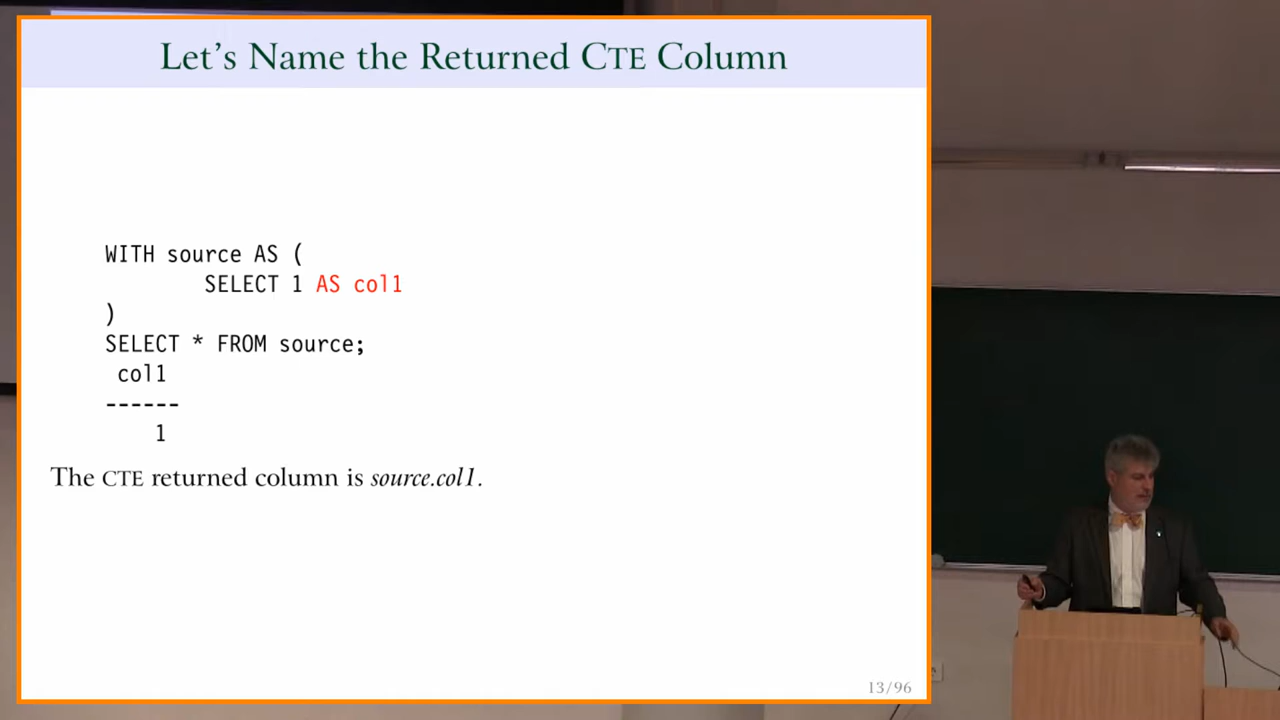 Let's Name the Returned CTE Column
WITH source AS (
SELECT 1 AS col1
)
SELECT * FROM source;
col1
------
1
The CTE returned column is source.col1.
13/96